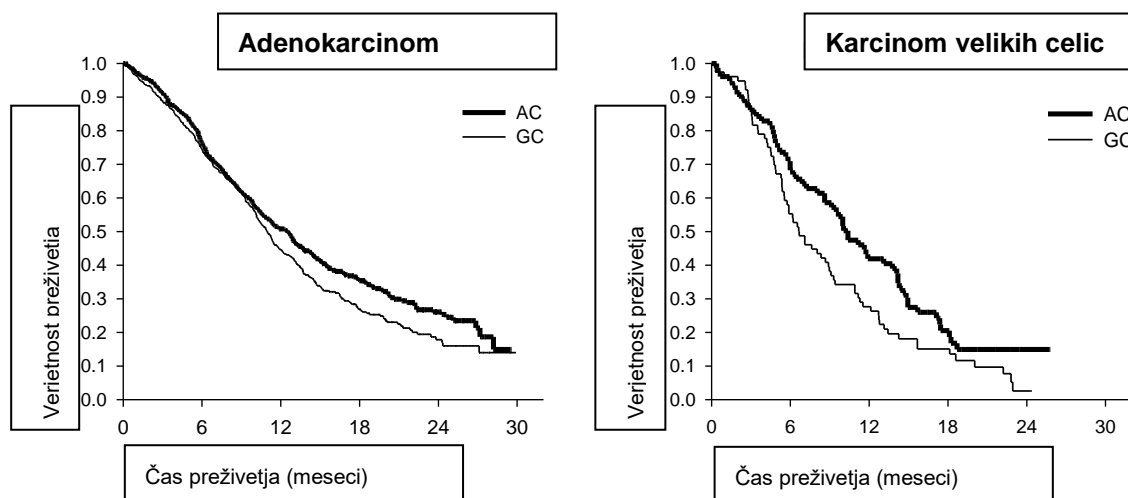 Adenokarcinom
1.0
0.9
0.8
0.7
0.6
0.5
0.4
0.3
0.2
0.1
0.0
0 6 12 18 24 30
AC
GC
Verjetnost preživetia
Čas preživetja (meseci)
Karcinom velikih celic
1.0
0.9
0.8
0.7
0.6
0.5
0.4
0.3
0.2
0.1
0.0
0 6 12 18 24 30
AC
GC
Verjetnost preživetja
Čas preživetja (meseci)